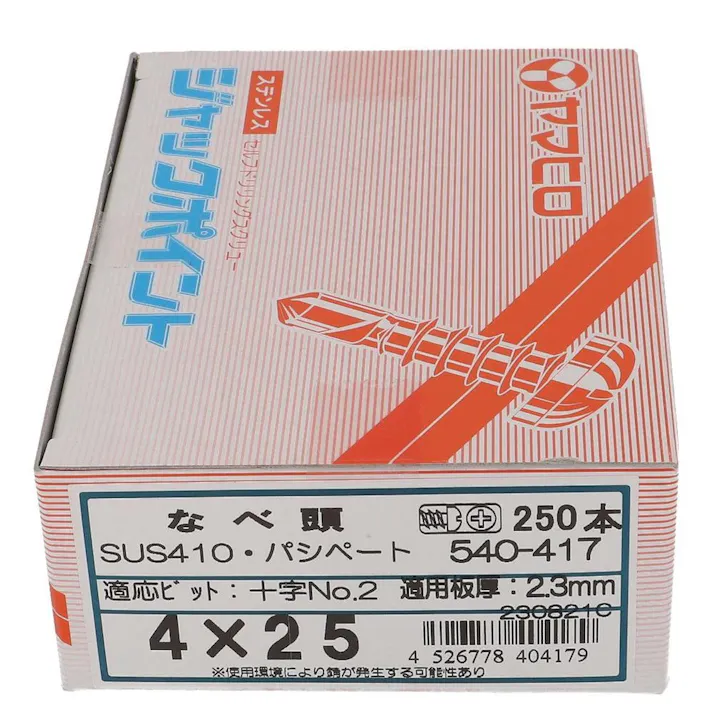 ヤマヒロ
ステンレス
セルフドリリングスクリュー
ジャックポイント
なべ頭
250本
SUS410・パシペート
540-417
適応ビット：十字No.2
適用板厚：2.3mm
230821C
4×25
4 526778 404179
※使用環境により錆が発生する可能性あり